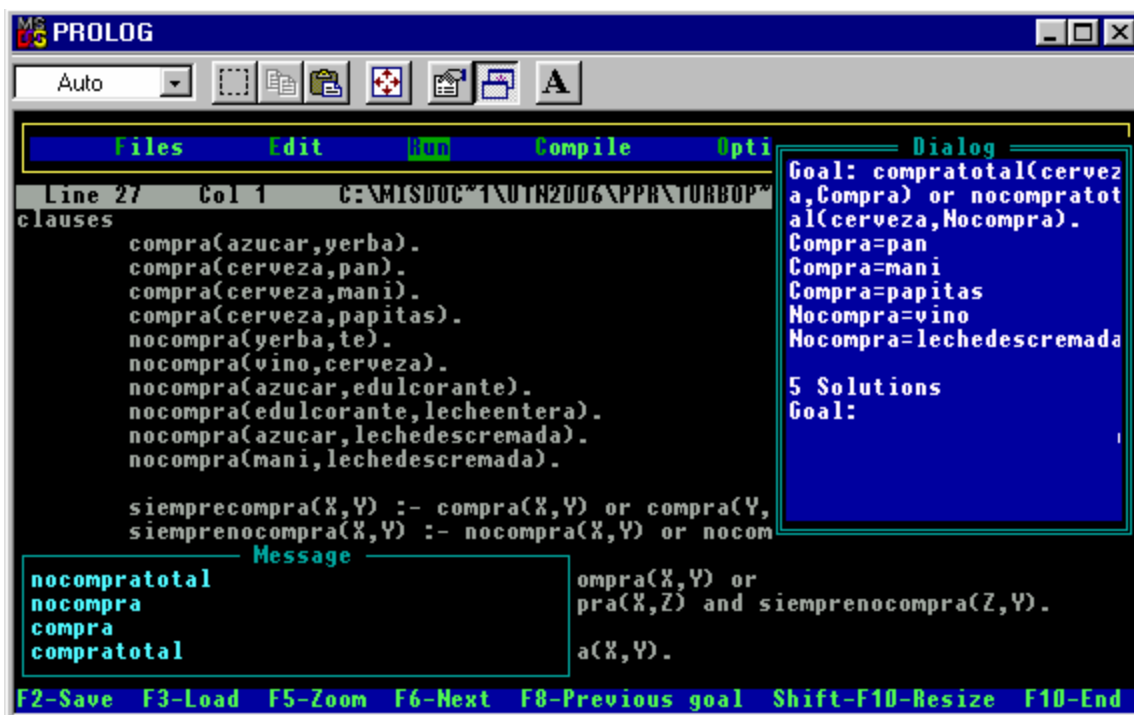 PROLOG
Auto
A
Files Edit Run Compile Opti
Line 27 Col 1 C:\MISDOC~1\UTN2006\PPR\TURBOP~
clauses
compra(azucar,yerba).
compra(cerveza,pan).
compra(cerveza,mani).
compra(cerveza,papitas).
nocompra(yerba,te).
nocompra(vino,cerveza).
nocompra(azucar,edulcorante).
nocompra(edulcorante,lecheentera).
nocompra(azucar,lechedescremada).
nocompra(mani,lechedescremada).
siemprecompra(X,Y) :- compra(X,Y) or compra(Y,
siemprenocompra(X,Y) :- nocompra(X,Y) or nocom
ompra(X,Y) or
pra(X,Z) and siemprenocompra(Z,Y).
a(X,Y).
Dialog
Goal: compratotal(cervez
a,Compra) or nocompratot
al(cerveza,Nocompra).
Compra=pan
Compra=mani
Compra=papitas
Nocompra=vino
Nocompra=lechedescremada
5 Solutions
Goal:
Message
nocompratotal
nocompra
compra
compratotal
F2-Save F3-Load F5-Zoom F6-Next F8-Previous goal Shift-F10-Resize F10-End